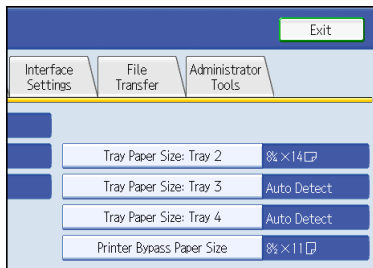 Exit
Interface Settings
File Transfer
Administrator Tools
Tray Paper Size: Tray 2 8½×14
Tray Paper Size: Tray 3 Auto Detect
Tray Paper Size: Tray 4 Auto Detect
Printer Bypass Paper Size 8½×11